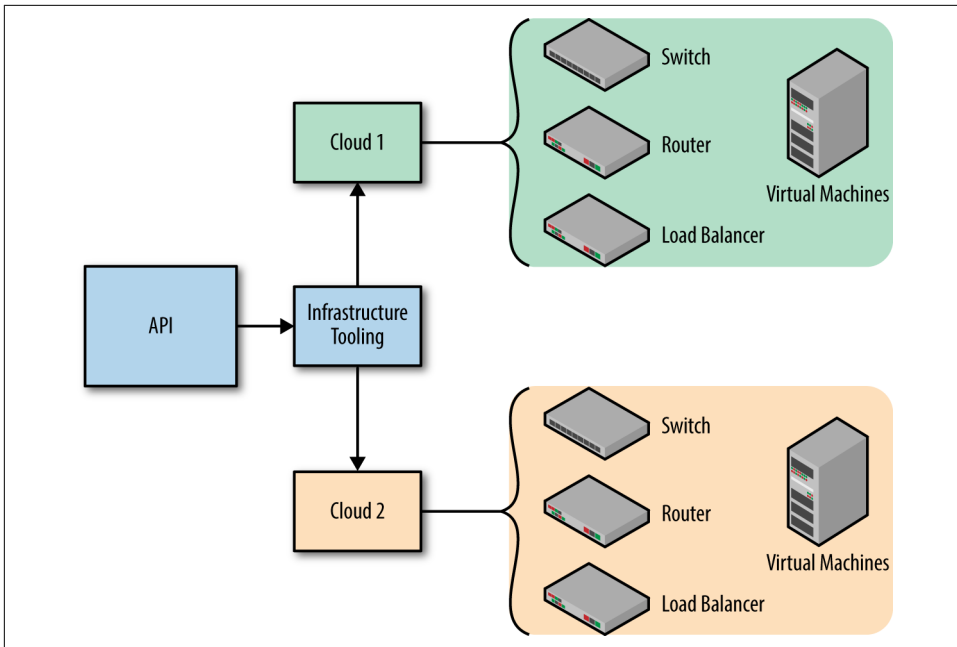 Switch
Cloud 1
Router
Virtual Machines
Load Balancer
API
Infrastructure
Tooling
Switch
Cloud 2
Router
Virtual Machines
Load Balancer